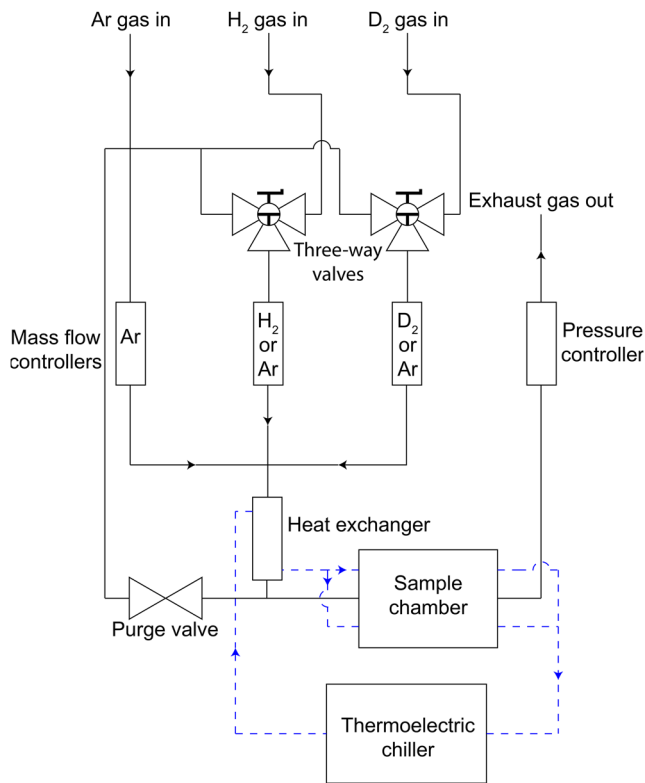 Ar gas in
H₂ gas in
D₂ gas in
Exhaust gas out
Three-way
valves
Mass flow
controllers
Ar
H₂
or
Ar
D₂
or
Ar
Pressure
controller
Heat exchanger
Sample
chamber
Purge valve
Thermoelectric
chiller